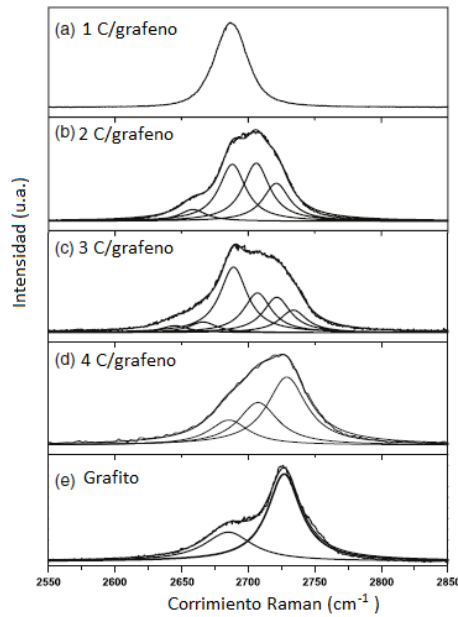 (a) 1 C/grafeno
(b) 2 C/grafeno
(c) 3 C/grafeno
(d) 4 C/grafeno
(e) Grafito
Intensidad (u.a.)
2550 2600 2650 2700 2750 2800 2850
Corrimiento Raman (cm⁻¹ )